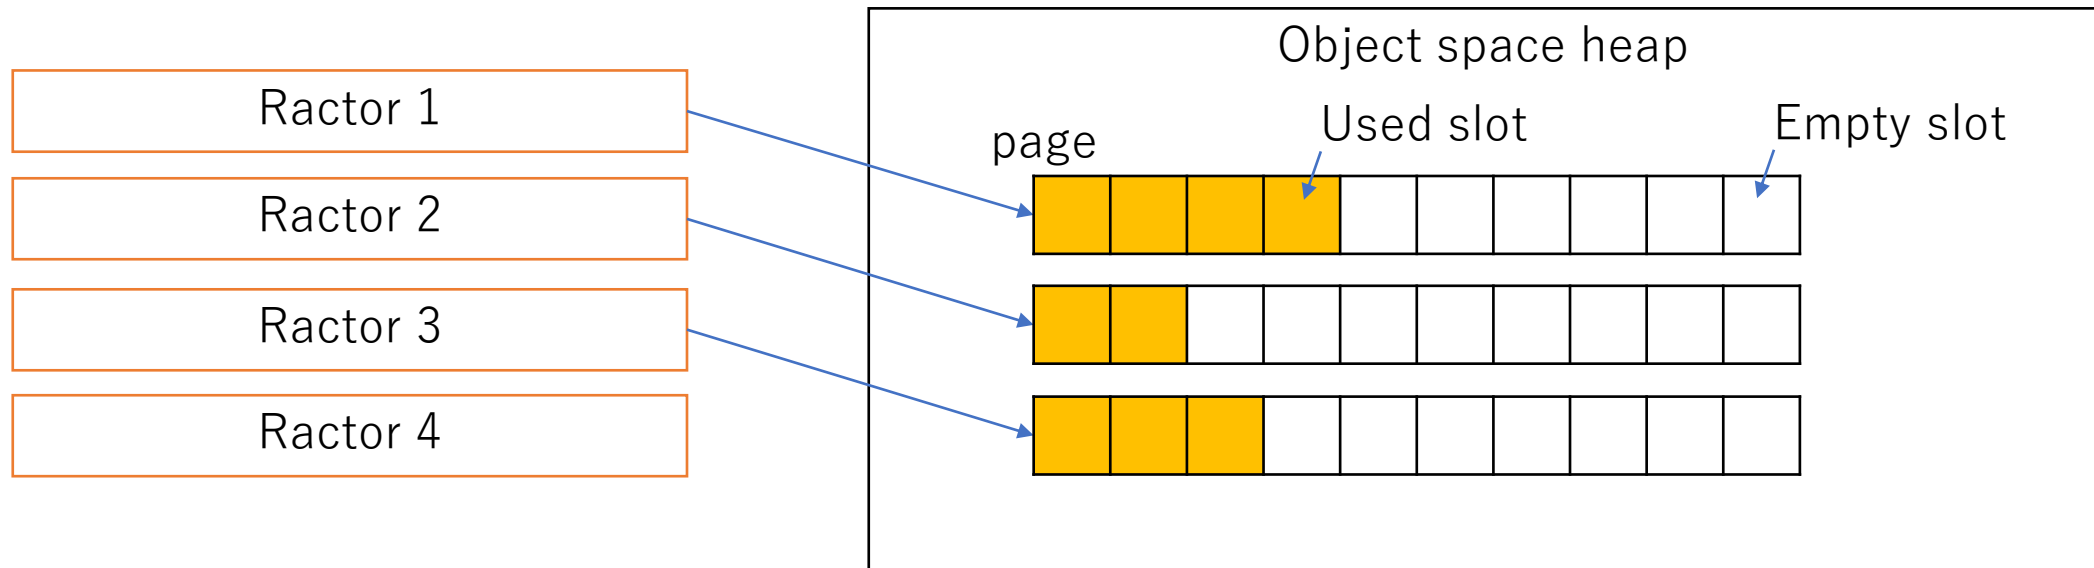 Object space heap
Ractor 1
page
Used slot
Empty slot
Ractor 2
Ractor 3
Ractor 4